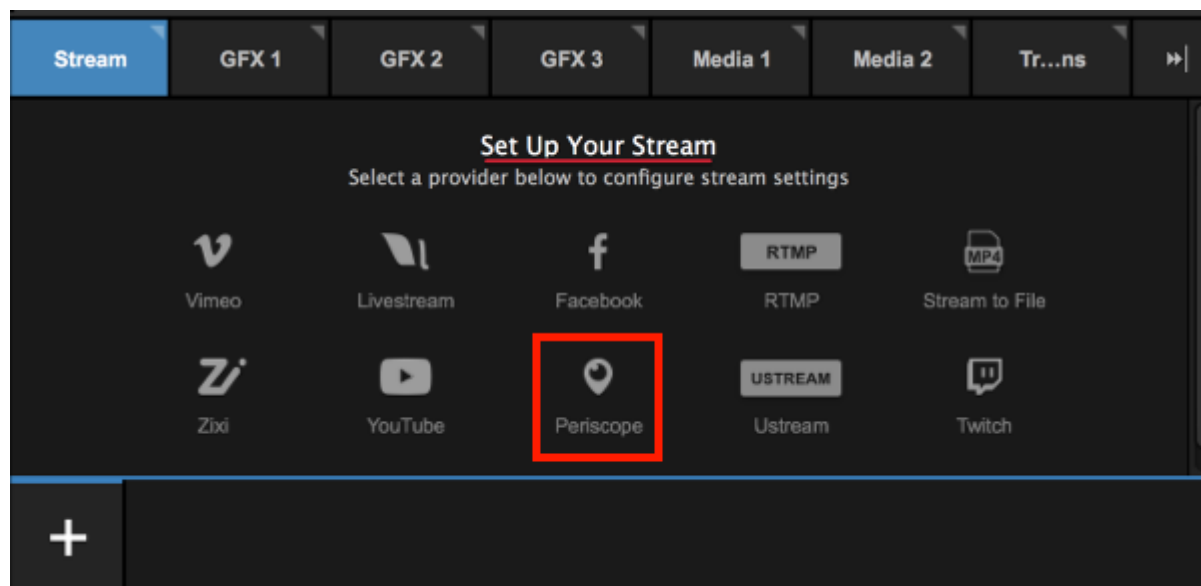 Stream GFX 1 GFX 2 GFX 3 Media 1 Media 2 Tr...ns
Set Up Your Stream
Select a provider below to configure stream settings
RTMP MP4
Vimeo Livestream Facebook RTMP Stream to File
USTREAM
Zixi YouTube Periscope Ustream Twitch